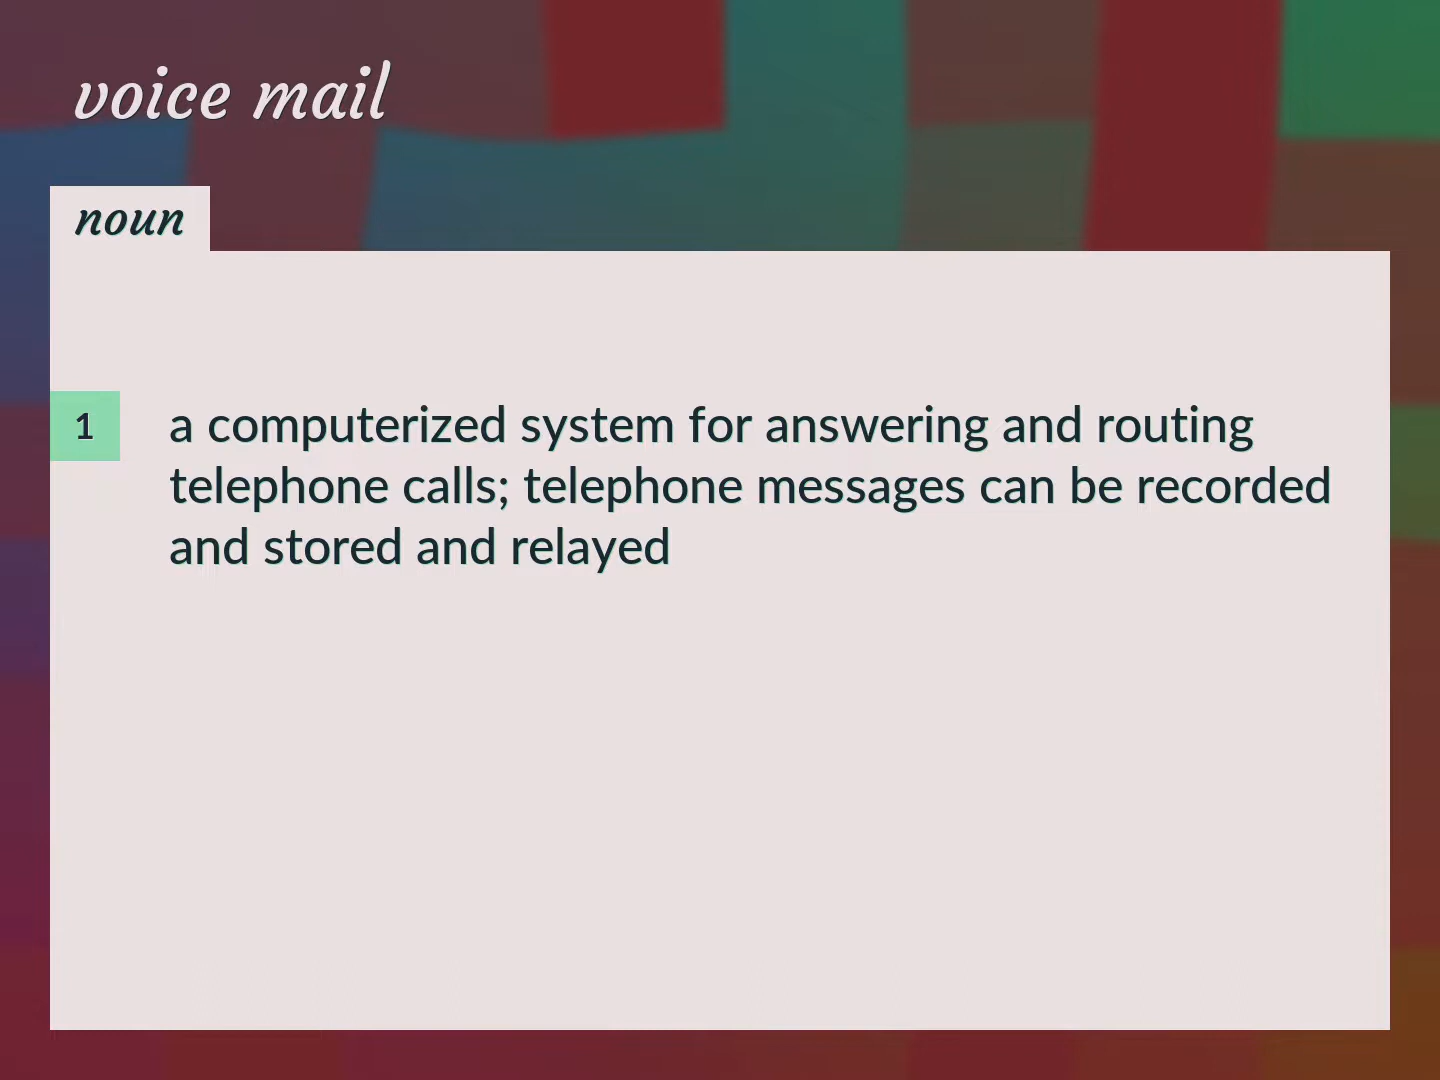 voice mail
noun
1
a computerized system for answering and routing
telephone calls; telephone messages can be recorded
and stored and relayed